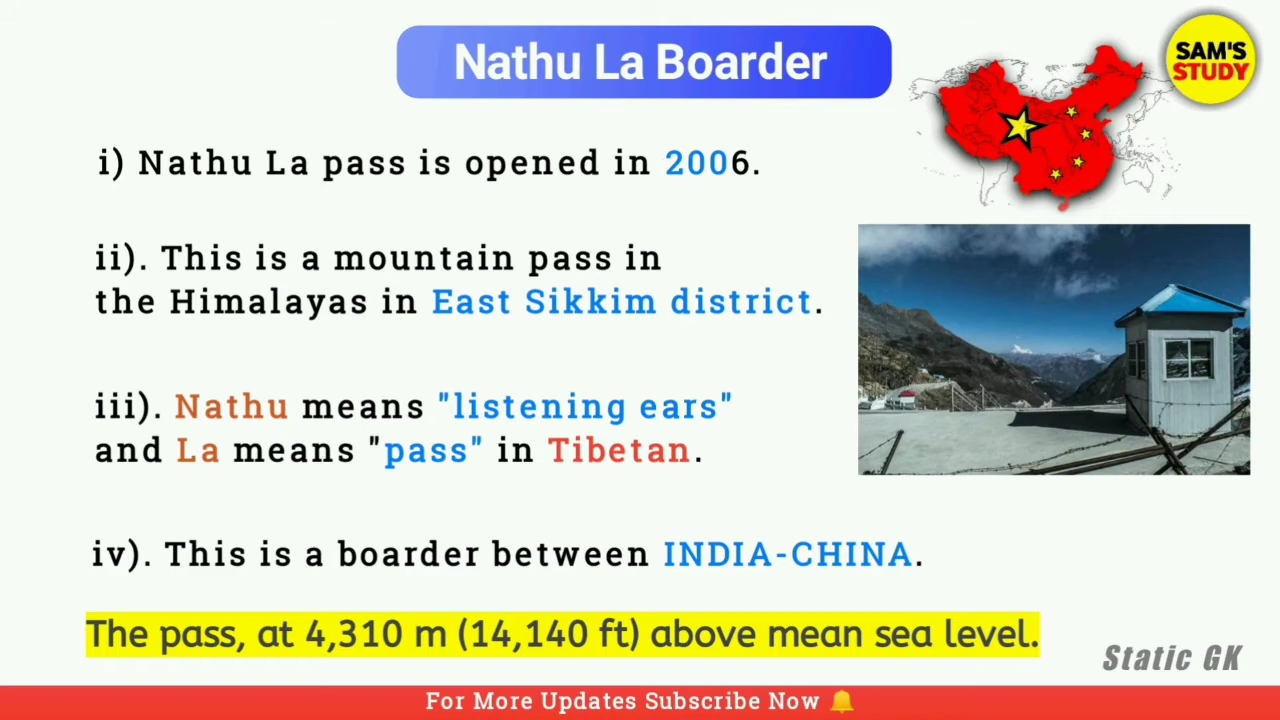 Nathu La Boarder
SAM'S
STUDY
i) Nathu La pass is opened in 2006.
ii). This is a mountain pass in
the Himalayas in East Sikkim district.
iii). Nathu means "listening ears"
and La means "pass" in Tibetan.
iv). This is a boarder between INDIA-CHINA.
The pass, at 4,310 m (14,140 ft) above mean sea level.
Static GK
For More Updates Subscribe Now 🔔